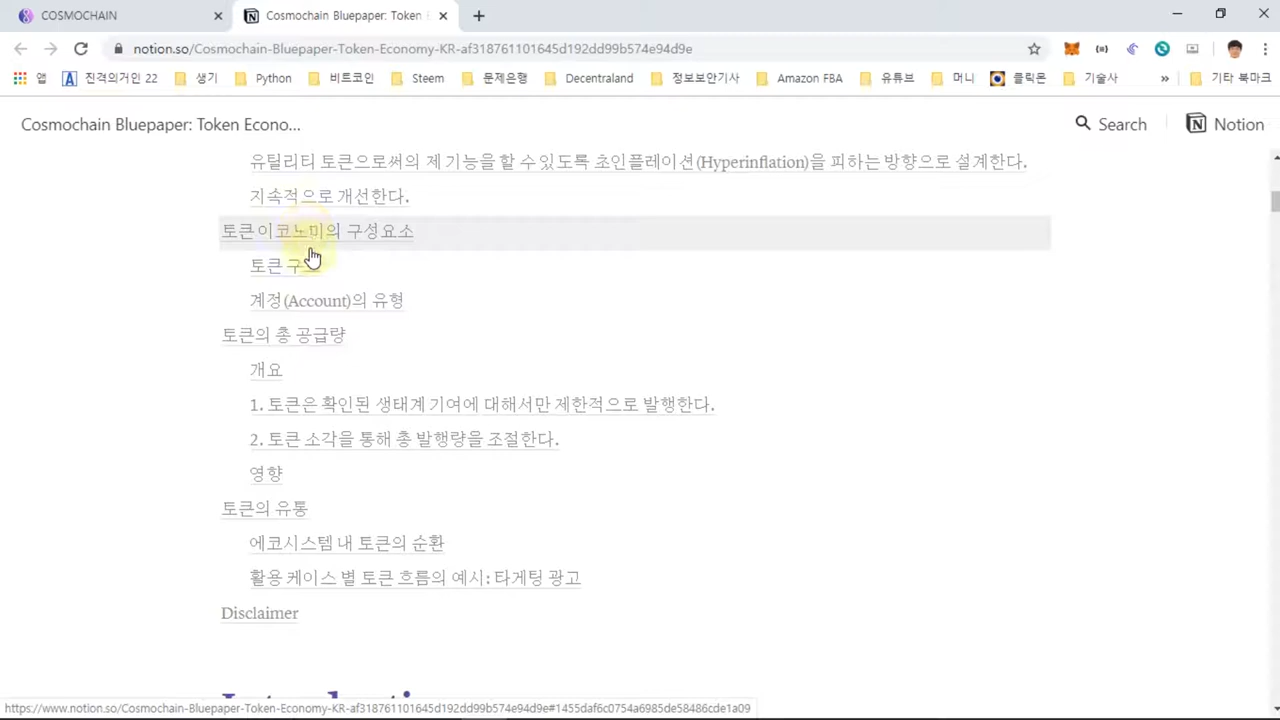 COSMOCHAIN
Cosmochain Bluepaper: Token
notion.so/Cosmochain-Bluepaper-Token-Economy-KR-af318761101645d192dd99b574e94d9e
앱
진격의거인 22
생기
Python
비트코인
Steem
문제은행
Decentraland
정보보안기사
Amazon FBA
유튜브
머니
클릭몬
기술사
»
기타 북마크
Cosmochain Bluepaper: Token Econo...
Search
Notion
유틸리티 토큰으로써의 제 기능을 할 수 있도록 초인플레이션(Hyperinflation)을 피하는 방향으로 설계한다.
지속적으로 개선한다.
토큰 이코노미의 구성요소
토큰 구
계정(Account)의 유형
토큰의 총 공급량
개요
1. 토큰은 확인된 생태계 기여에 대해서만 제한적으로 발행한다.
2. 토큰 소각을 통해 총 발행량을 조절한다.
영향
토큰의 유통
에코시스템 내 토큰의 순환
활용 케이스 별 토큰 흐름의 예시: 타게팅 광고
Disclaimer
https://www.notion.so/Cosmochain-Bluepaper-Token-Economy-KR-af318761101645d192dd99b574e94d9e#1455daf6c0754a6985de58486cde1a09